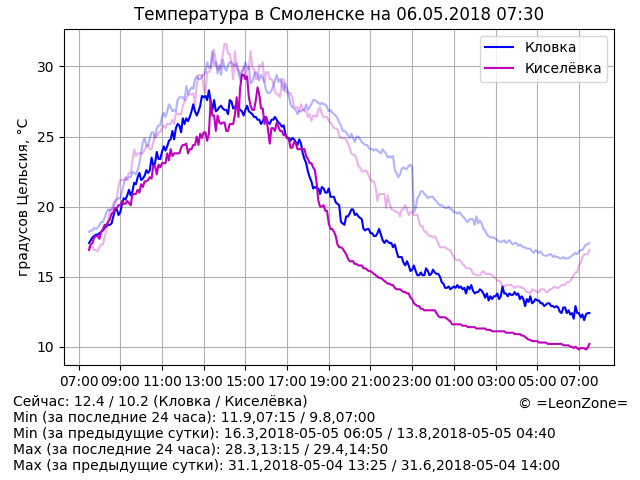 Температура в Смоленске на 06.05.2018 07:30
Кловка
Киселёвка
градусов Цельсия, °C
30
25
20
15
10
07:00 09:00 11:00 13:00 15:00 17:00 19:00 21:00 23:00 01:00 03:00 05:00 07:00
Сейчас: 12.4 / 10.2 (Кловка / Киселёвка)
© =LeonZone=
Min (за последние 24 часа): 11.9,07:15 / 9.8,07:00
Min (за предыдущие сутки): 16.3,2018-05-05 06:05 / 13.8,2018-05-05 04:40
Max (за последние 24 часа): 28.3,13:15 / 29.4,14:50
Max (за предыдущие сутки): 31.1,2018-05-04 13:25 / 31.6,2018-05-04 14:00